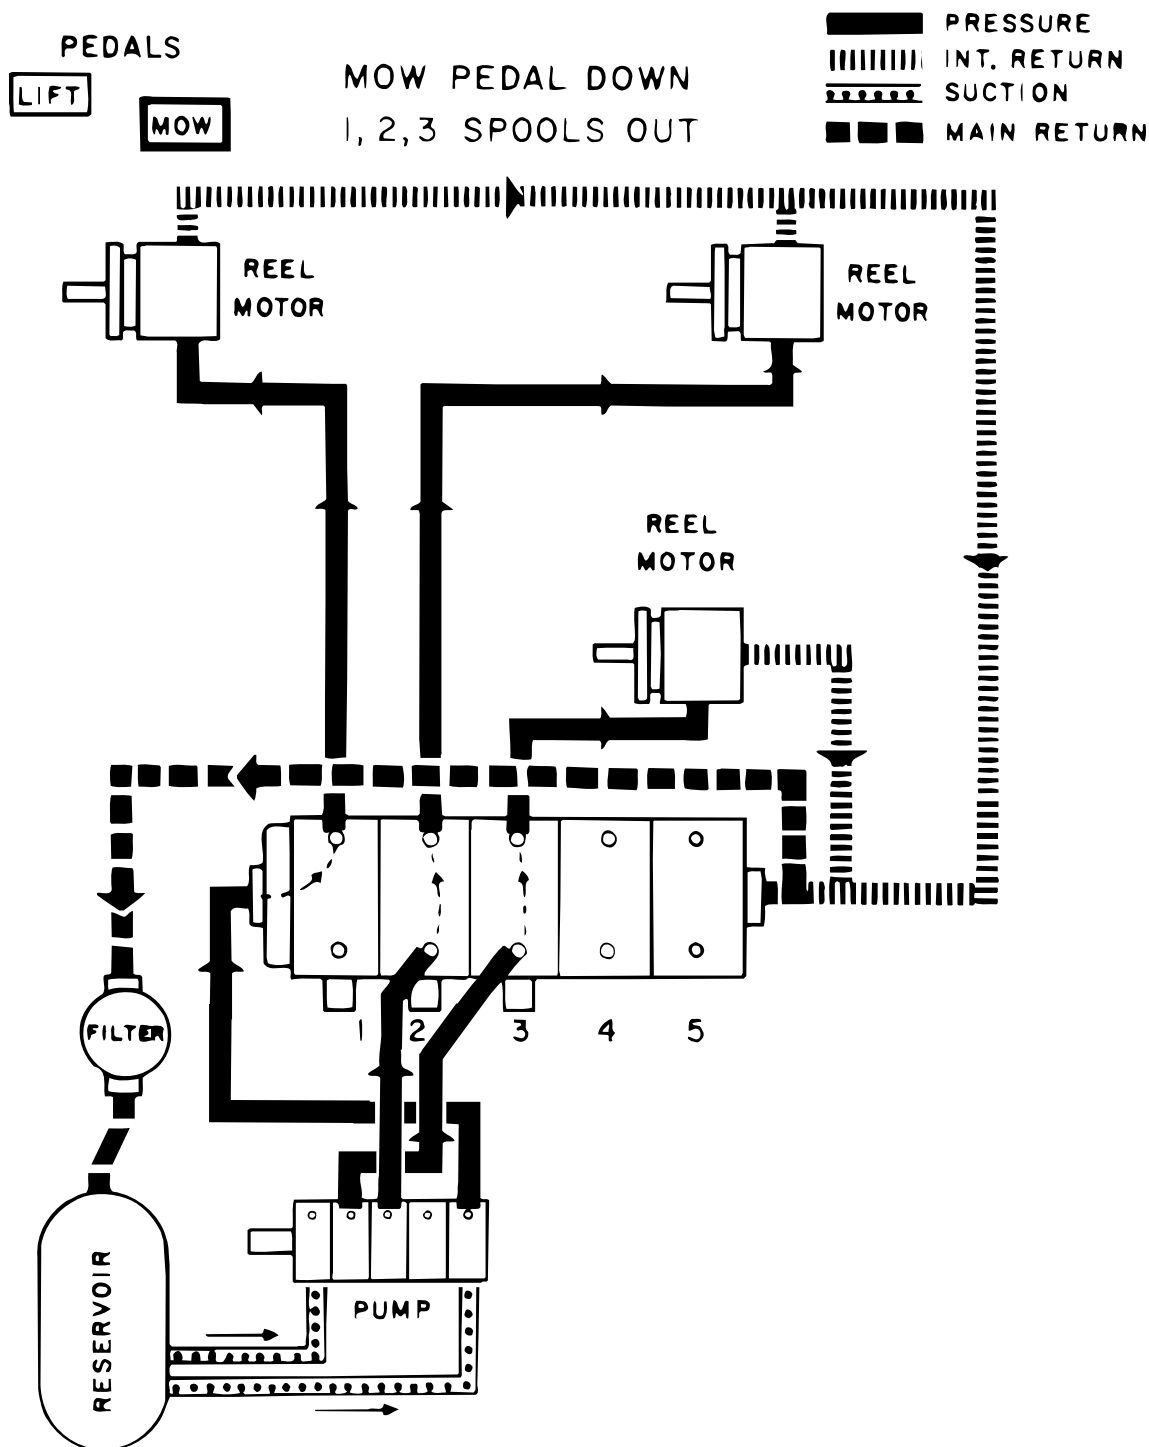 PEDALS
LIFT
MOW
MOW PEDAL DOWN
1, 2, 3 SPOOLS OUT
PRESSURE
INT. RETURN
SUCTION
MAIN RETURN
REEL
MOTOR
REEL
MOTOR
REEL
MOTOR
1 2 3 4 5
FILTER
RESERVOIR
PUMP